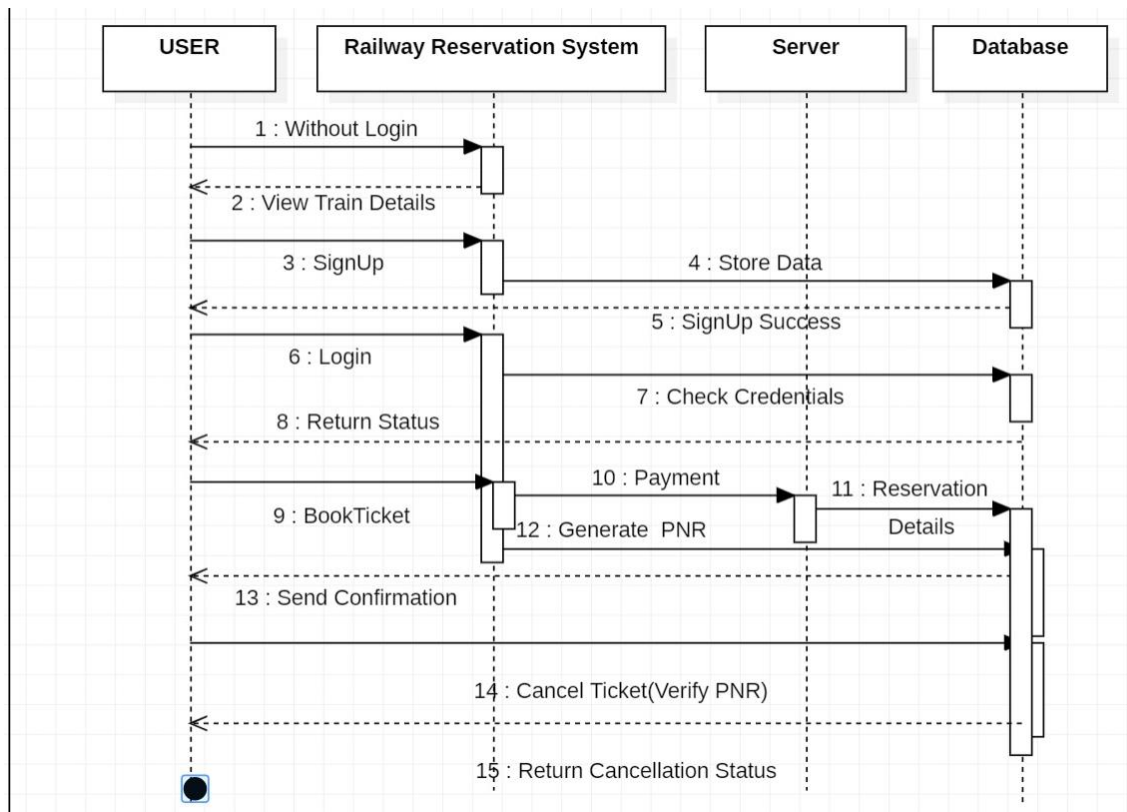 USER
Railway Reservation System
Server
Database
1 : Without Login
2 : View Train Details
3 : SignUp
4 : Store Data
5 : SignUp Success
6 : Login
7 : Check Credentials
8 : Return Status
9 : BookTicket
10 : Payment
11 : Reservation
Details
12 : Generate  PNR
13 : Send Confirmation
14 : Cancel Ticket(Verify PNR)
15 : Return Cancellation Status